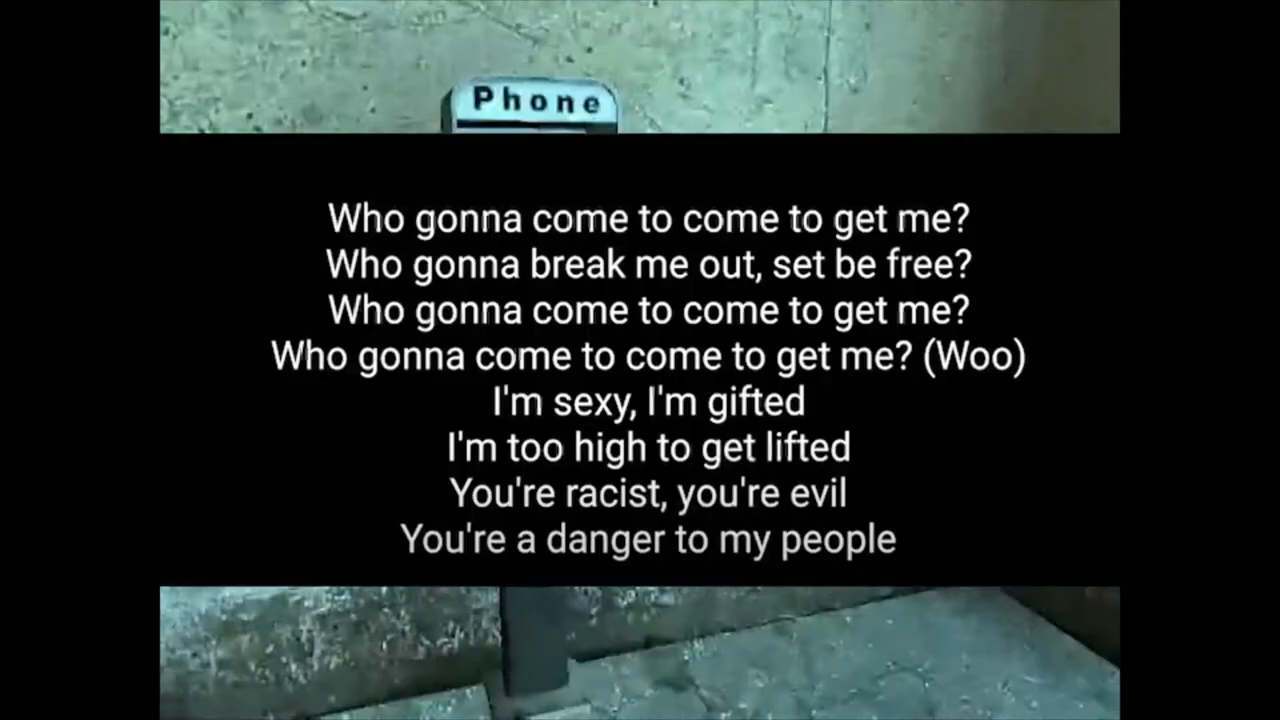 Phone
Who gonna come to come to get me?
Who gonna break me out, set be free?
Who gonna come to come to get me?
Who gonna come to come to get me? (Woo)
I'm sexy, I'm gifted
I'm too high to get lifted
You're racist, you're evil
You're a danger to my people